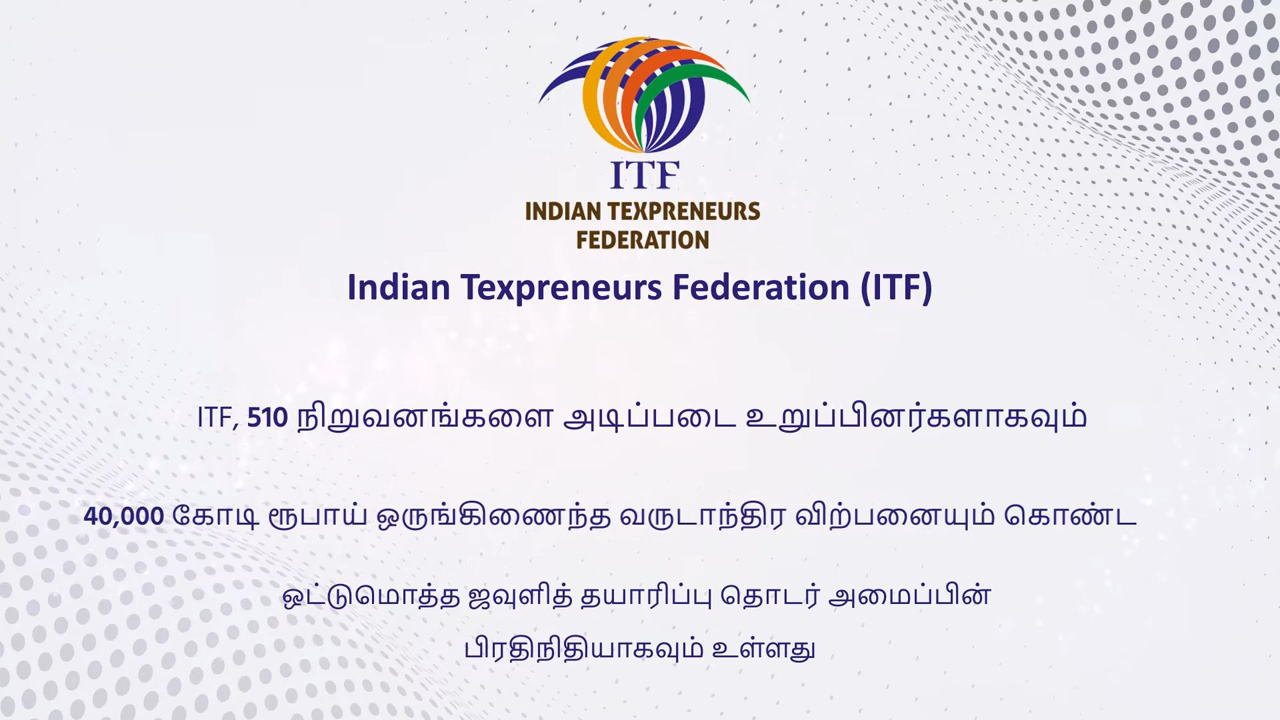 ITF
INDIAN TEXPRENEURS
FEDERATION
Indian Texpreneurs Federation (ITF)
ITF, 510 நிறுவனங்களை அடிப்படை உறுப்பினர்களாகவும்
40,000 கோடி ரூபாய் ஒருங்கிணைந்த வருடாந்திர விற்பனையும் கொண்ட
ஒட்டுமொத்த ஜவுளித் தயாரிப்பு தொடர் அமைப்பின்
பிரதிநிதியாகவும் உள்ளது